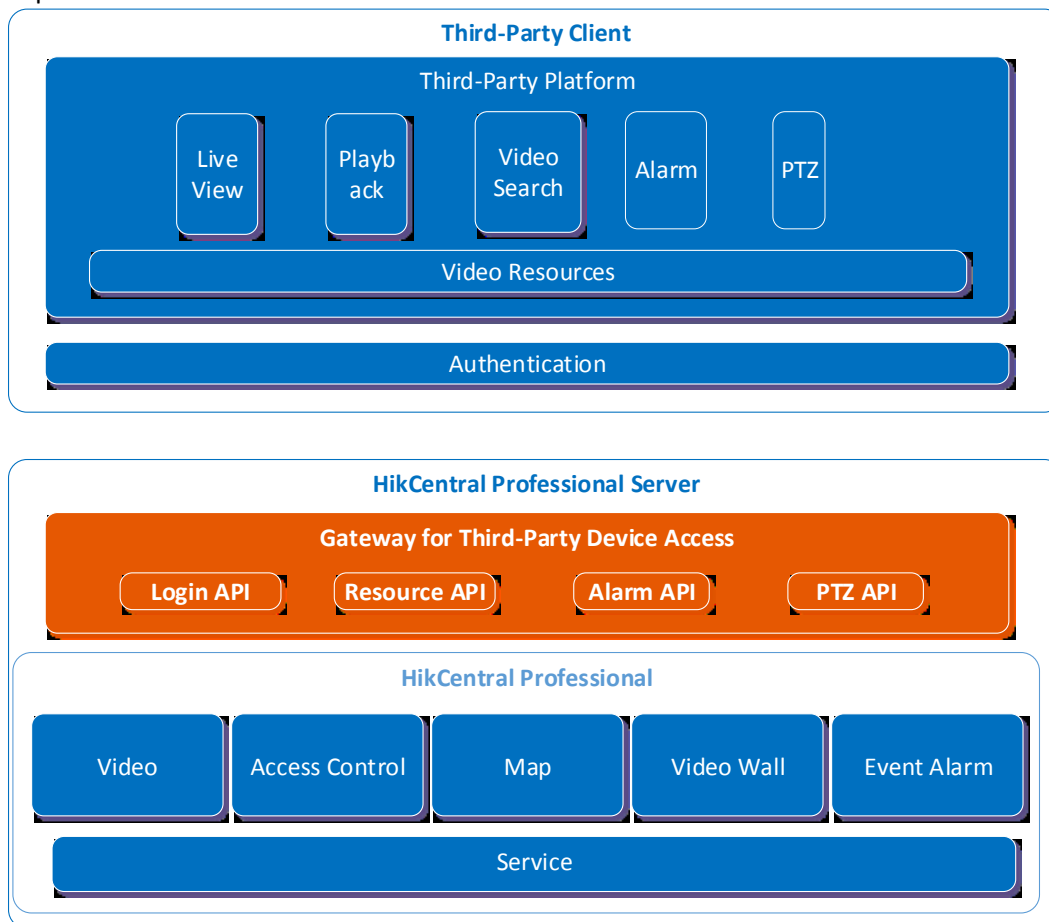 Third-Party Client
Third-Party Platform
Live
View
Playb
ack
Video
Search
Alarm
PTZ
Video Resources
Authentication
HikCentral Professional Server
Gateway for Third-Party Device Access
Login API
Resource API
Alarm API
PTZ API
HikCentral Professional
Video
Access Control
Map
Video Wall
Event Alarm
Service